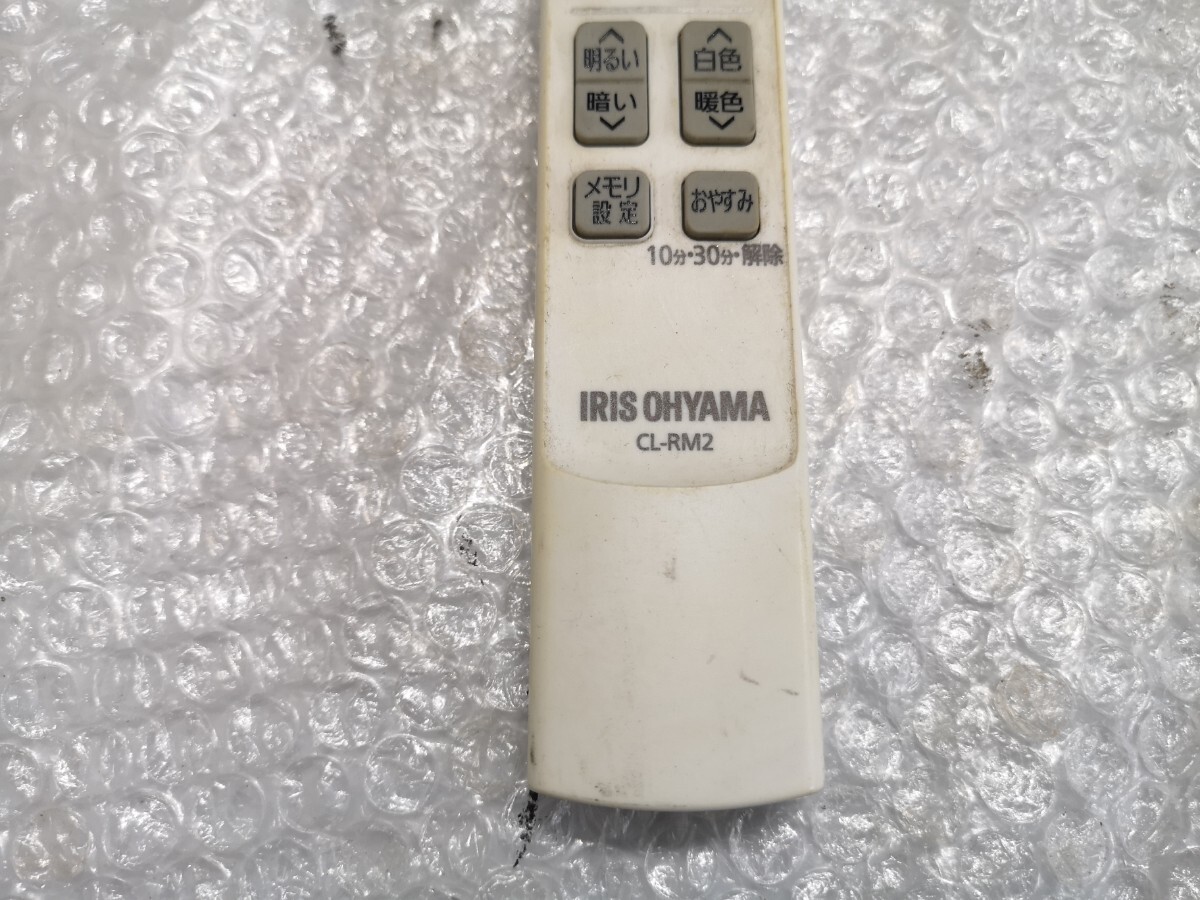 明るい 白色
暗い 暖色
メモリ
設定
おやすみ
10分・30分・解除
IRIS OHYAMA
CL-RM2